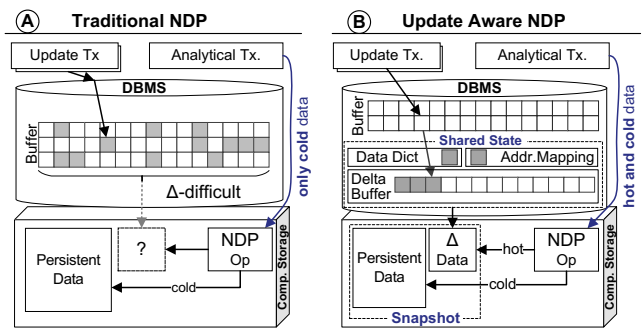 A Traditional NDP
Update Tx
Analytical Tx.
DBMS
Buffer
Δ-difficult
only cold data
?
NDP
Op
Persistent
Data
cold
Comp. Storage
B Update Aware NDP
Update Tx.
Analytical Tx.
DBMS
Buffer
Shared State
Data Dict
Addr.Mapping
Delta
Buffer
hot and cold data
Δ
Data
hot
NDP
Op
Persistent
Data
cold
Snapshot
Comp. Storage